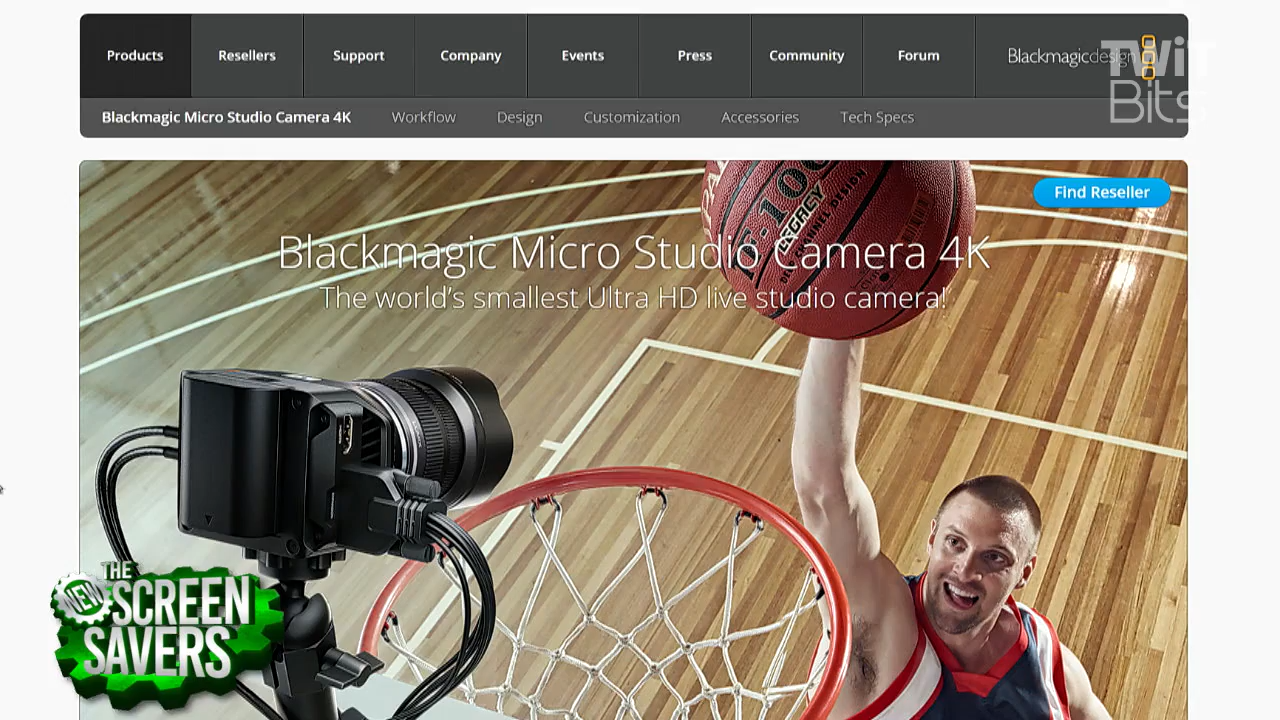 Products
Resellers
Support
Company
Events
Press
Community
Forum
Blackmagicdesign
TWiT
Bits
Blackmagic Micro Studio Camera 4K
Workflow
Design
Customization
Accessories
Tech Specs
Find Reseller
LEGACY
Blackmagic Micro Studio Camera 4K
The world's smallest Ultra HD live studio camera!
THE
NEW
SCREEN
SAVERS